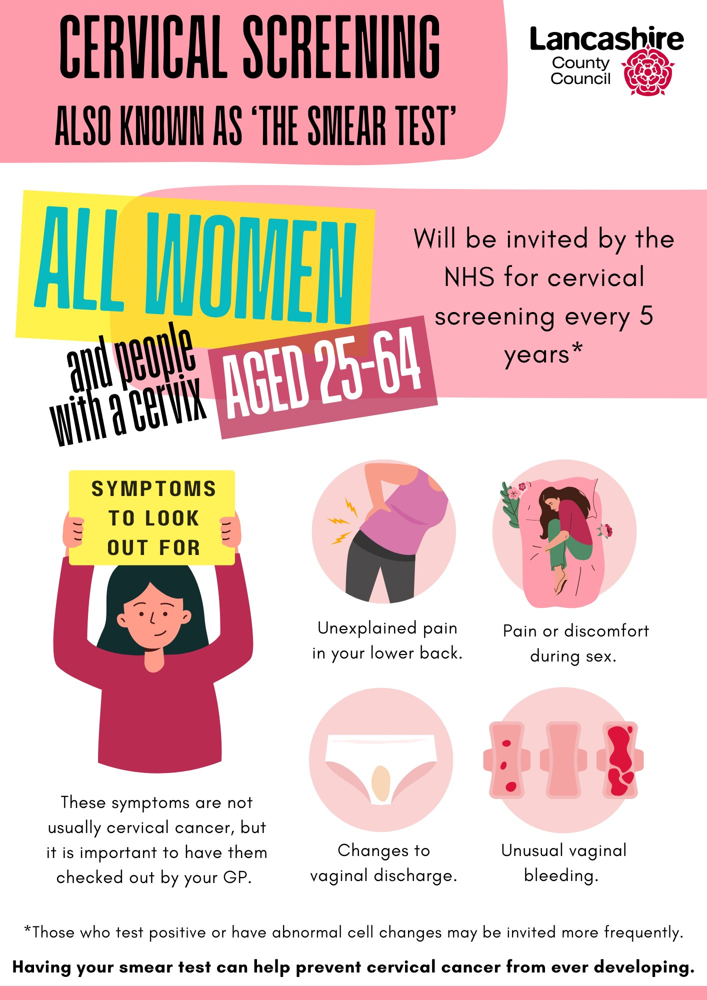 CERVICAL SCREENING
ALSO KNOWN AS ‘THE SMEAR TEST’
Lancashire
County
Council
ALL WOMEN
and people
with a cervix
AGED 25-64
Will be invited by the
NHS for cervical
screening every 5
years*
SYMPTOMS
TO LOOK
OUT FOR
Unexplained pain
in your lower back.
Pain or discomfort
during sex.
These symptoms are not
usually cervical cancer, but
it is important to have them
checked out by your GP.
Changes to
vaginal discharge.
Unusual vaginal
bleeding.
*Those who test positive or have abnormal cell changes may be invited more frequently.
Having your smear test can help prevent cervical cancer from ever developing.